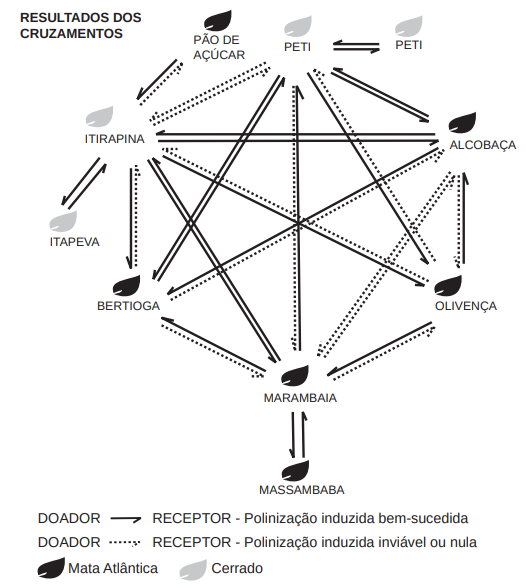 RESULTADOS DOS
CRUZAMENTOS
PÃO DE
AÇÚCAR
PETI
PETI
ITIRAPINA
ALCOBAÇA
ITAPEVA
BERTIOGA
OLIVENÇA
MARAMBAIA
MASSAMBABA
DOADOR RECEPTOR - Polinização induzida bem-sucedida
DOADOR RECEPTOR - Polinização induzida inviável ou nula
Mata Atlântica Cerrado